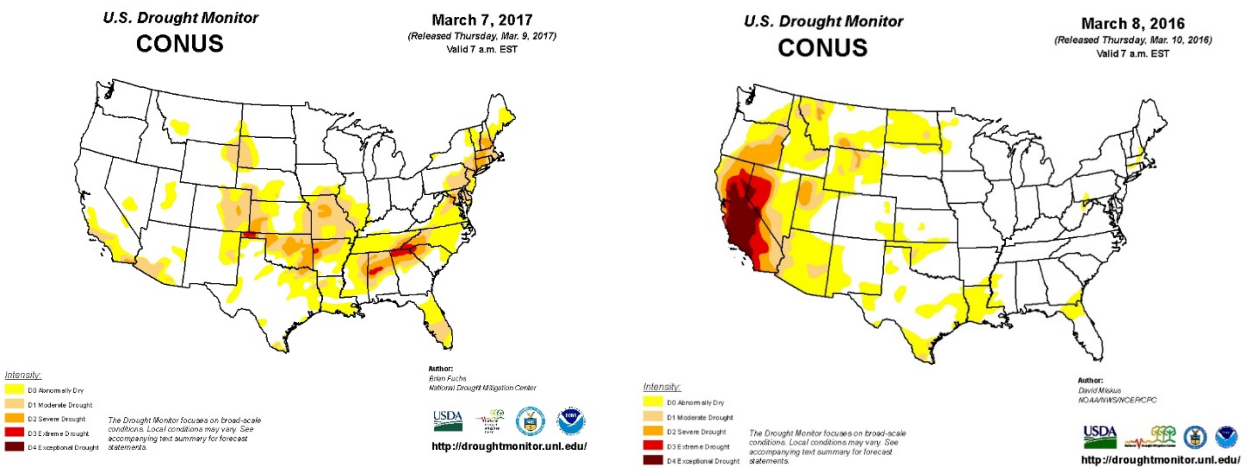 U.S. Drought Monitor
CONUS
March 7, 2017
(Released Thursday, Mar. 9, 2017)
Valid 7 a.m. EST
Intensity:
D0 Abnormally Dry
D1 Moderate Drought
D2 Severe Drought
D3 Extreme Drought
D4 Exceptional Drought
The Drought Monitor focuses on broad-scale
conditions. Local conditions may vary. See
accompanying text summary for forecast
statements.
Author:
Brian Fuchs
National Drought Mitigation Center
USDA
http://droughtmonitor.unl.edu/
U.S. Drought Monitor
CONUS
March 8, 2016
(Released Thursday, Mar. 10, 2016)
Valid 7 a.m. EST
Intensity:
D0 Abnormally Dry
D1 Moderate Drought
D2 Severe Drought
D3 Extreme Drought
D4 Exceptional Drought
The Drought Monitor focuses on broad-scale
conditions. Local conditions may vary. See
accompanying text summary for forecast
statements.
Author:
David Miskus
NOAA/NWS/NCEP/CPC
USDA
http://droughtmonitor.unl.edu/